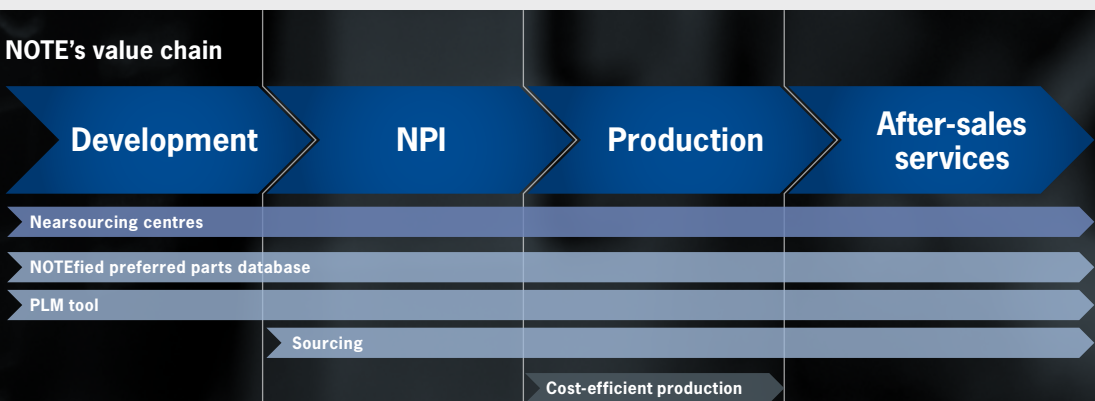 NOTE’s value chain
Development
NPI
Production
After-sales
services
Nearsourcing centres
NOTEfied preferred parts database
PLM tool
Sourcing
Cost-efficient production